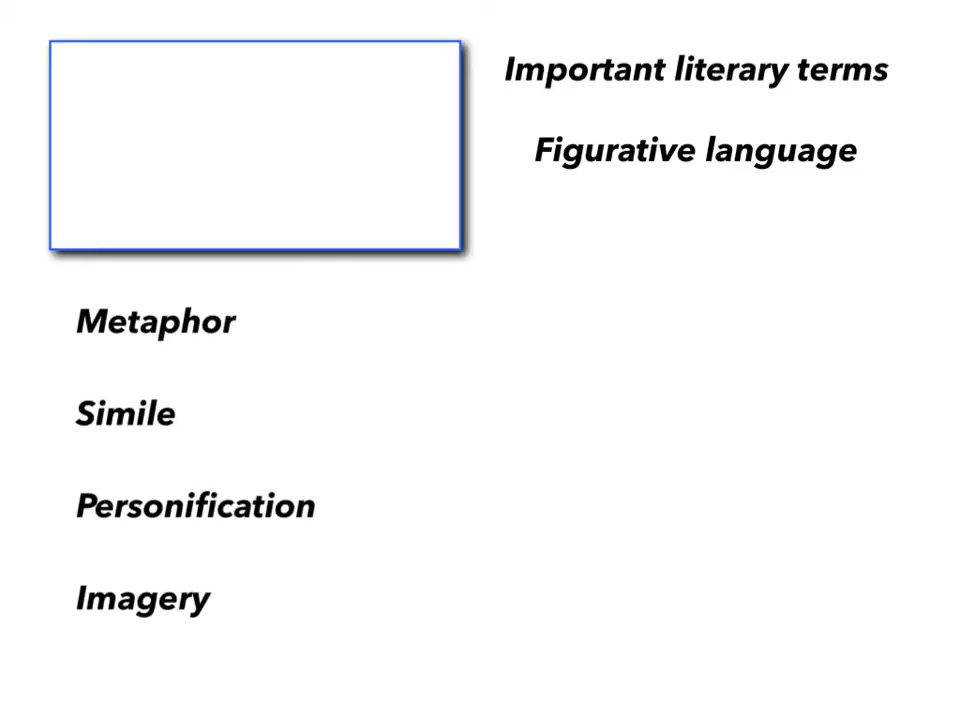 Important literary terms
Figurative language
Metaphor
Simile
Personification
Imagery